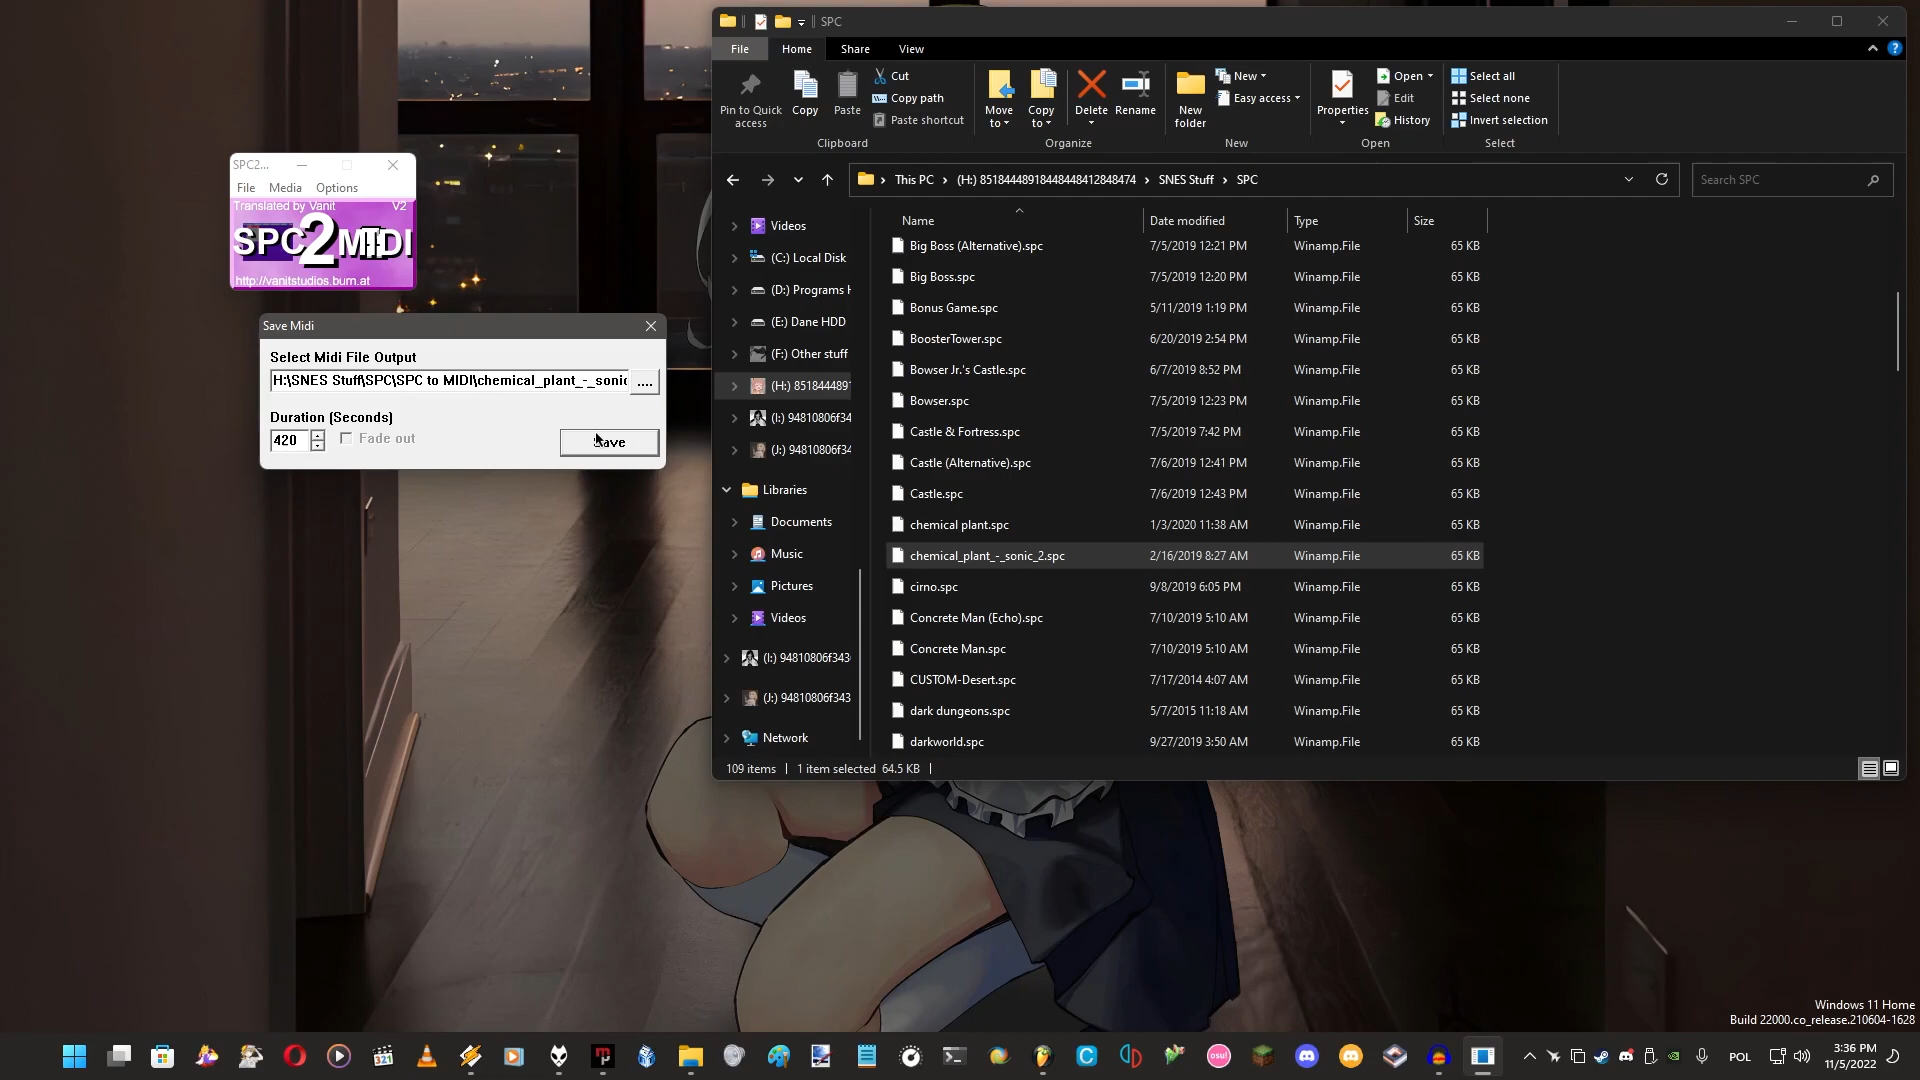 SPC
File
Home
Share
View
Pin to Quick access
Copy
Paste
Cut
Copy path
Paste shortcut
Clipboard
Move to
Copy to
Delete
Rename
Organize
New folder
New
Easy access
New
Properties
Open
Edit
History
Open
Select all
Select none
Invert selection
Select
This PC
(H:) 85184448918448448412848474
SNES Stuff
SPC
Search SPC
SPC2...
File Media Options
Translated by Vanit V2
SPC2MIDI
http://vanitstudios.burn.at
Save Midi
Select Midi File Output
H:\SNES Stuff\SPC\SPC to MIDI\chemical_plant_-_sonic
....
Duration (Seconds)
420
Fade out
Save
Videos
(C:) Local Disk
(D:) Programs H
(E:) Dane HDD
(F:) Other stuff
(H:) 851844489
(I:) 94810806f34
(J:) 94810806f34
Libraries
Documents
Music
Pictures
Videos
(I:) 94810806f343
(J:) 94810806f343
Network
Name Date modified Type Size
Big Boss (Alternative).spc 7/5/2019 12:21 PM Winamp.File 65 KB
Big Boss.spc 7/5/2019 12:20 PM Winamp.File 65 KB
Bonus Game.spc 5/11/2019 1:19 PM Winamp.File 65 KB
BoosterTower.spc 6/20/2019 2:54 PM Winamp.File 65 KB
Bowser Jr.'s Castle.spc 6/7/2019 8:52 PM Winamp.File 65 KB
Bowser.spc 7/5/2019 12:23 PM Winamp.File 65 KB
Castle & Fortress.spc 7/5/2019 7:42 PM Winamp.File 65 KB
Castle (Alternative).spc 7/6/2019 12:41 PM Winamp.File 65 KB
Castle.spc 7/6/2019 12:43 PM Winamp.File 65 KB
chemical plant.spc 1/3/2020 11:38 AM Winamp.File 65 KB
chemical_plant_-_sonic_2.spc 2/16/2019 8:27 AM Winamp.File 65 KB
cirno.spc 9/8/2019 6:05 PM Winamp.File 65 KB
Concrete Man (Echo).spc 7/10/2019 5:10 AM Winamp.File 65 KB
Concrete Man.spc 7/10/2019 5:10 AM Winamp.File 65 KB
CUSTOM-Desert.spc 7/17/2014 4:07 AM Winamp.File 65 KB
dark dungeons.spc 5/7/2015 11:18 AM Winamp.File 65 KB
darkworld.spc 9/27/2019 3:50 AM Winamp.File 65 KB
109 items 1 item selected 64.5 KB
Windows 11 Home
Build 22000.co_release.210604-1628
321
osu!
POL
3:36 PM
11/5/2022